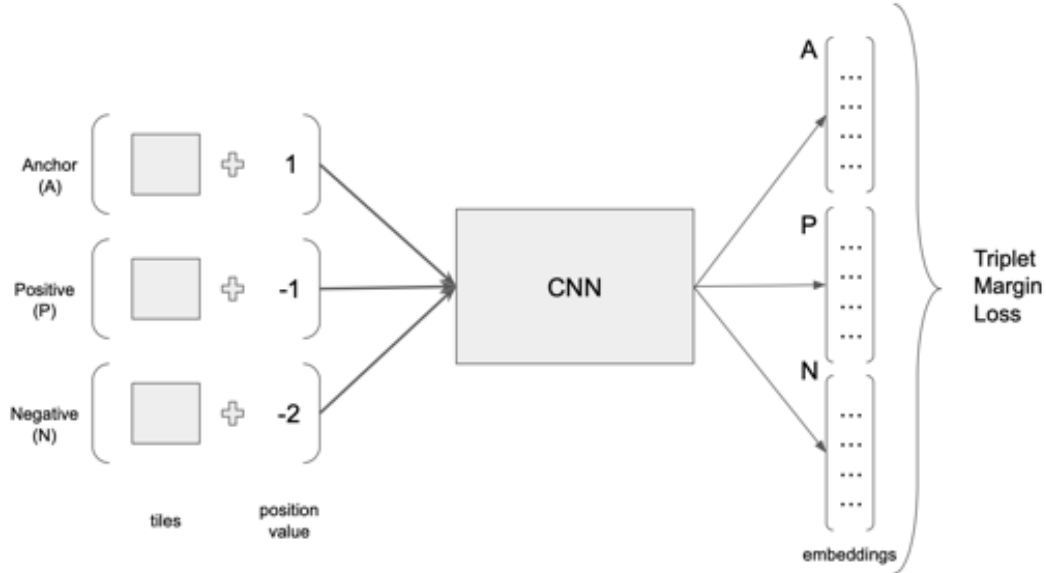 Anchor
(A)
1
Positive
(P)
-1
Negative
(N)
-2
tiles
position
value
CNN
A
...
...
...
...
P
...
...
...
...
N
...
...
...
...
embeddings
Triplet
Margin
Loss